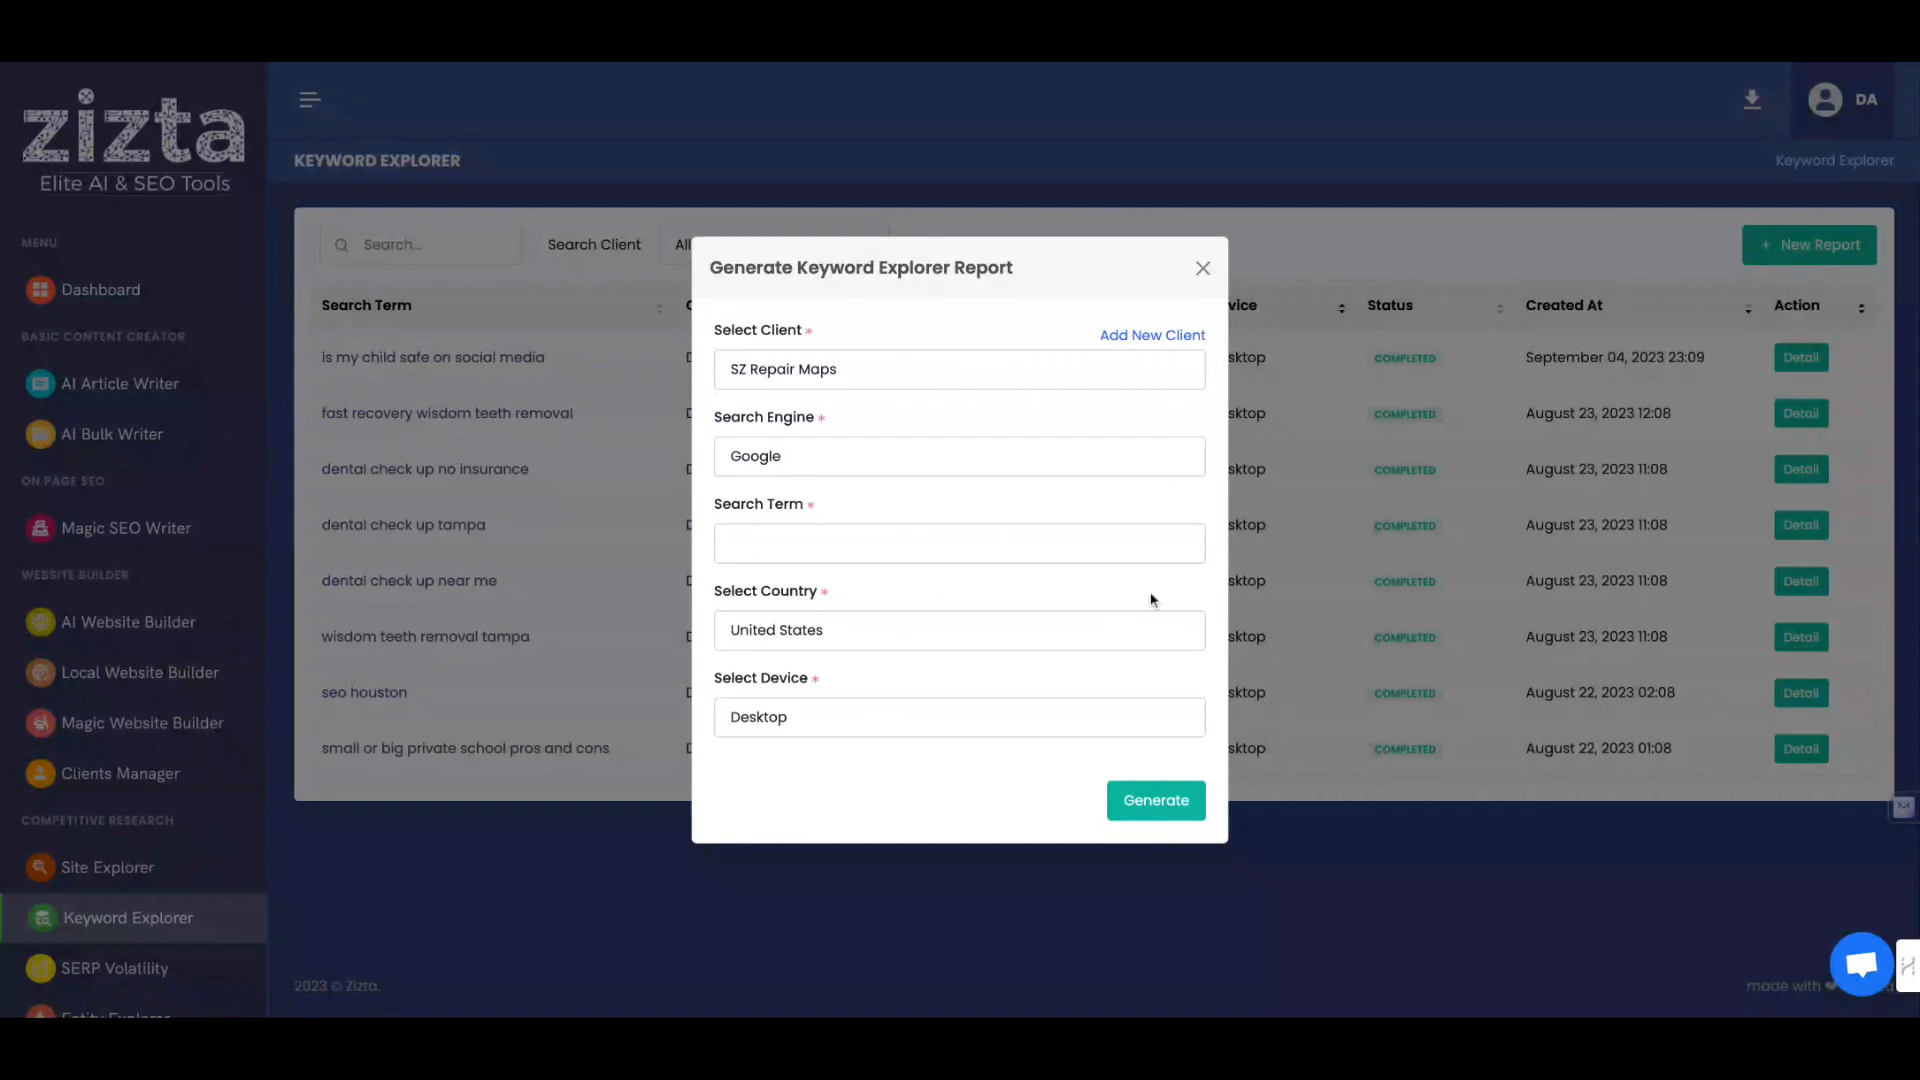 zizta
Elite AI & SEO Tools
DA
KEYWORD EXPLORER
Keyword Explorer
MENU
Dashboard
BASIC CONTENT CREATOR
AI Article Writer
AI Bulk Writer
ON PAGE SEO
Magic SEO Writer
WEBSITE BUILDER
AI Website Builder
Local Website Builder
Magic Website Builder
Clients Manager
COMPETITIVE RESEARCH
Site Explorer
Keyword Explorer
SERP Volatility
Entity Explorer
Search...
Search Client
All
+ New Report
Search Term
Status
Created At
Action
is my child safe on social media
COMPLETED
September 04, 2023 23:09
Detail
fast recovery wisdom teeth removal
COMPLETED
August 23, 2023 12:08
Detail
dental check up no insurance
COMPLETED
August 23, 2023 11:08
Detail
dental check up tampa
COMPLETED
August 23, 2023 11:08
Detail
dental check up near me
COMPLETED
August 23, 2023 11:08
Detail
wisdom teeth removal tampa
COMPLETED
August 23, 2023 11:08
Detail
seo houston
COMPLETED
August 22, 2023 02:08
Detail
small or big private school pros and cons
COMPLETED
August 22, 2023 01:08
Detail
Generate Keyword Explorer Report
Select Client *
Add New Client
SZ Repair Maps
Search Engine *
Google
Search Term *
Select Country *
United States
Select Device *
Desktop
Generate
2023 © Zizta.
made with